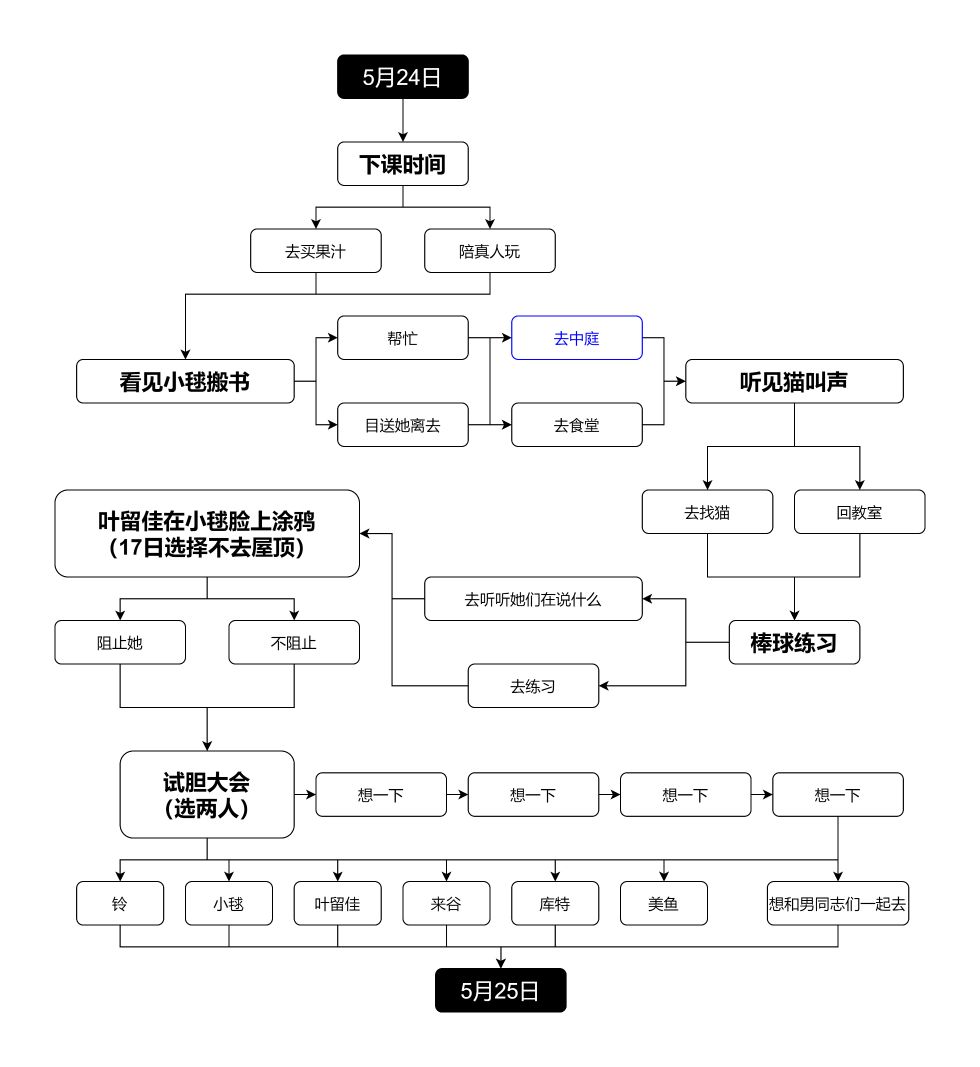 5月24日
下课时间
去买果汁
陪真人玩
看见小毬搬书
帮忙
目送她离去
去中庭
去食堂
听见猫叫声
去找猫
回教室
棒球练习
去听听她们在说什么
去练习
叶留佳在小毬脸上涂鸦
（17日选择不去屋顶）
阻止她
不阻止
试胆大会
（选两人）
想一下
想一下
想一下
想一下
铃
小毬
叶留佳
来谷
库特
美鱼
想和男同志们一起去
5月25日